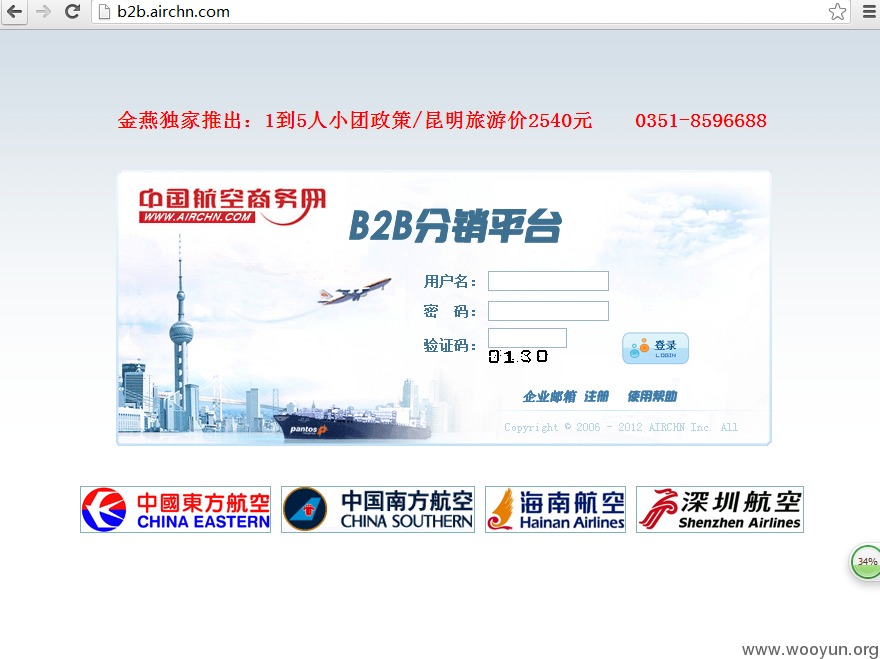 b2b.airchn.com
金燕独家推出：1到5人小团政策/昆明旅游价2540元 0351-8596688
中国航空商务网
WWW.AIRCHN.COM
B2B分销平台
用户名：
密 码：
验证码：
0130
登录
LOGIN
pantos
企业邮箱 注册 使用帮助
Copyright © 2006 - 2012 AIRCHN Inc. All
中國東方航空
CHINA EASTERN
中国南方航空
CHINA SOUTHERN
海南航空
Hainan Airlines
深圳航空
Shenzhen Airlines
34%
www.wooyun.org